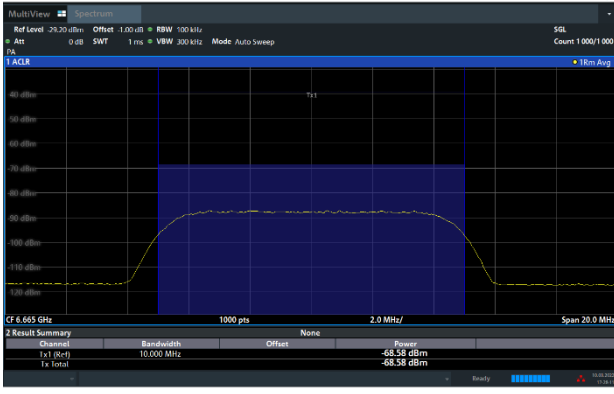 MultiView Spectrum
Ref Level -29.20 dBm Offset -1.00 dB RBW 100 kHz SGL
Att 0 dB SWT 1 ms VBW 300 kHz Mode Auto Sweep Count 1000/1000
PA
1 ACLR 1Rm Avg
-40 dBm
Tx1
-50 dBm
-60 dBm
-70 dBm
-80 dBm
-90 dBm
-100 dBm
-110 dBm
-120 dBm
CF 6.665 GHz 1000 pts 2.0 MHz/ Span 20.0 MHz
2 Result Summary None
Channel Bandwidth Offset Power
Tx1 (Ref) 10.000 MHz -68.58 dBm
Tx Total -68.58 dBm
Ready